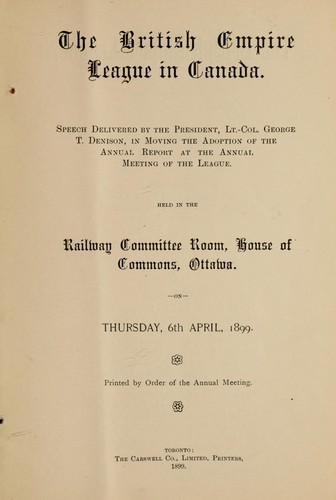 The British Empire
League in Canada.
Speech Delivered by the President, Lt.-Col. George
T. Denison, in Moving the Adoption of the
Annual Report at the Annual
Meeting of the League.
HELD IN THE
Railway Committee Room, House of
Commons, Ottawa.
—ON—
THURSDAY, 6th APRIL, 1899.
Printed by Order of the Annual Meeting.
TORONTO:
The Carswell Co., Limited, Printers,
1899.